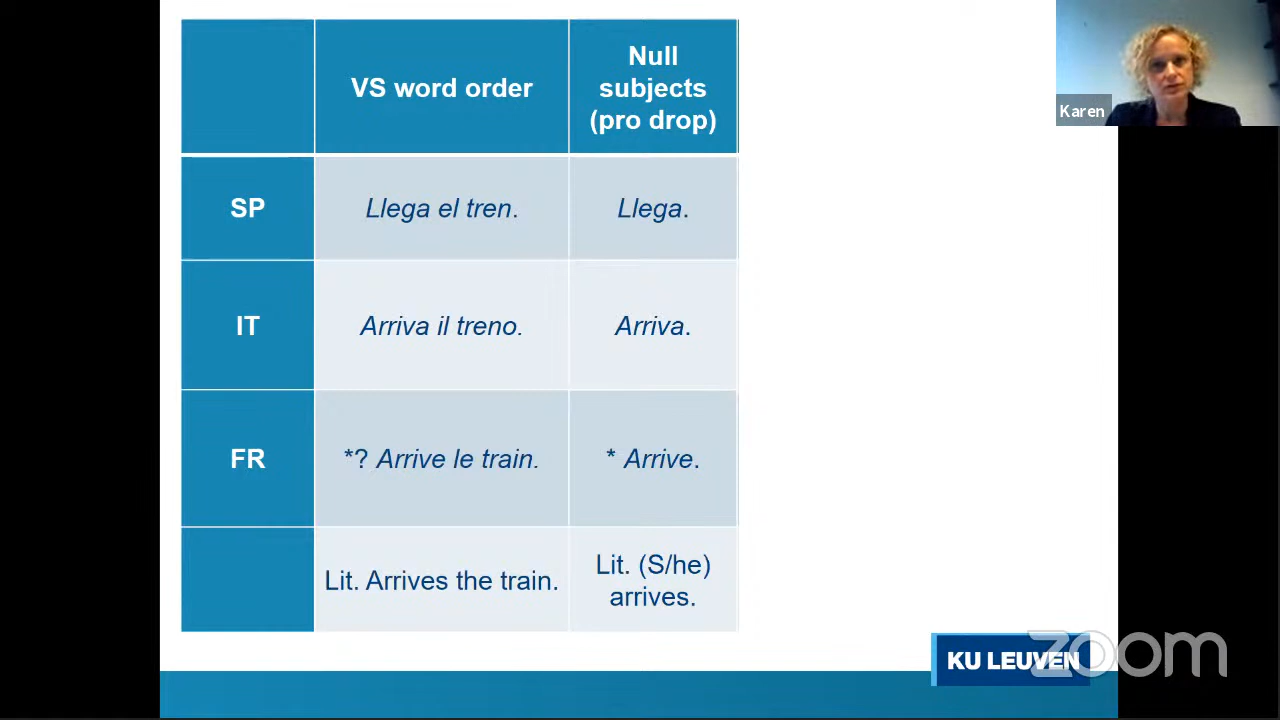 VS word order
Null
subjects
(pro drop)
SP
Llega el tren.
Llega.
IT
Arriva il treno.
Arriva.
FR
*? Arrive le train.
* Arrive.
Lit. Arrives the train.
Lit. (S/he)
arrives.
Karen
KU LEUVEN
zoom